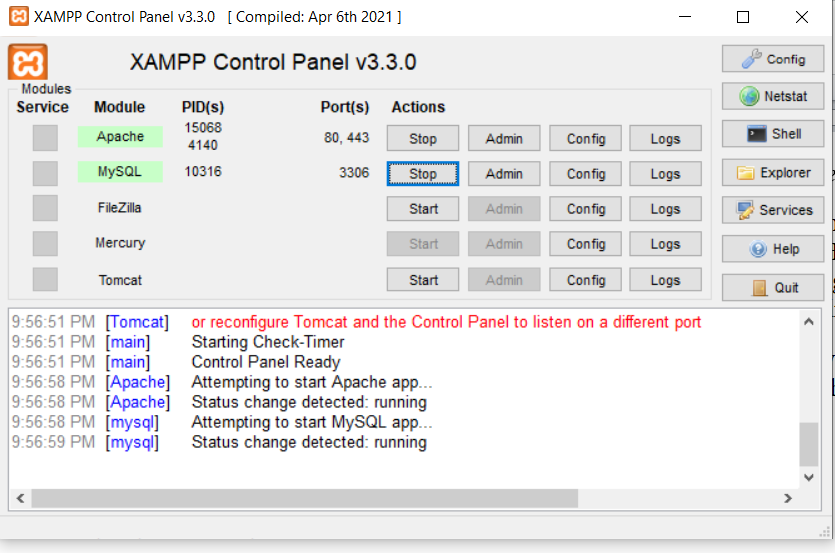 XAMPP Control Panel v3.3.0 [ Compiled: Apr 6th 2021 ]
XAMPP Control Panel v3.3.0
Config
Modules
Service Module PID(s) Port(s) Actions
Netstat
Apache 15068 4140 80, 443 Stop Admin Config Logs
Shell
MySQL 10316 3306 Stop Admin Config Logs
Explorer
FileZilla Start Admin Config Logs
Services
Mercury Start Admin Config Logs
Help
Tomcat Start Admin Config Logs
Quit
9:56:51 PM [Tomcat] or reconfigure Tomcat and the Control Panel to listen on a different port
9:56:51 PM [main] Starting Check-Timer
9:56:51 PM [main] Control Panel Ready
9:56:58 PM [Apache] Attempting to start Apache app...
9:56:58 PM [Apache] Status change detected: running
9:56:58 PM [mysql] Attempting to start MySQL app...
9:56:59 PM [mysql] Status change detected: running